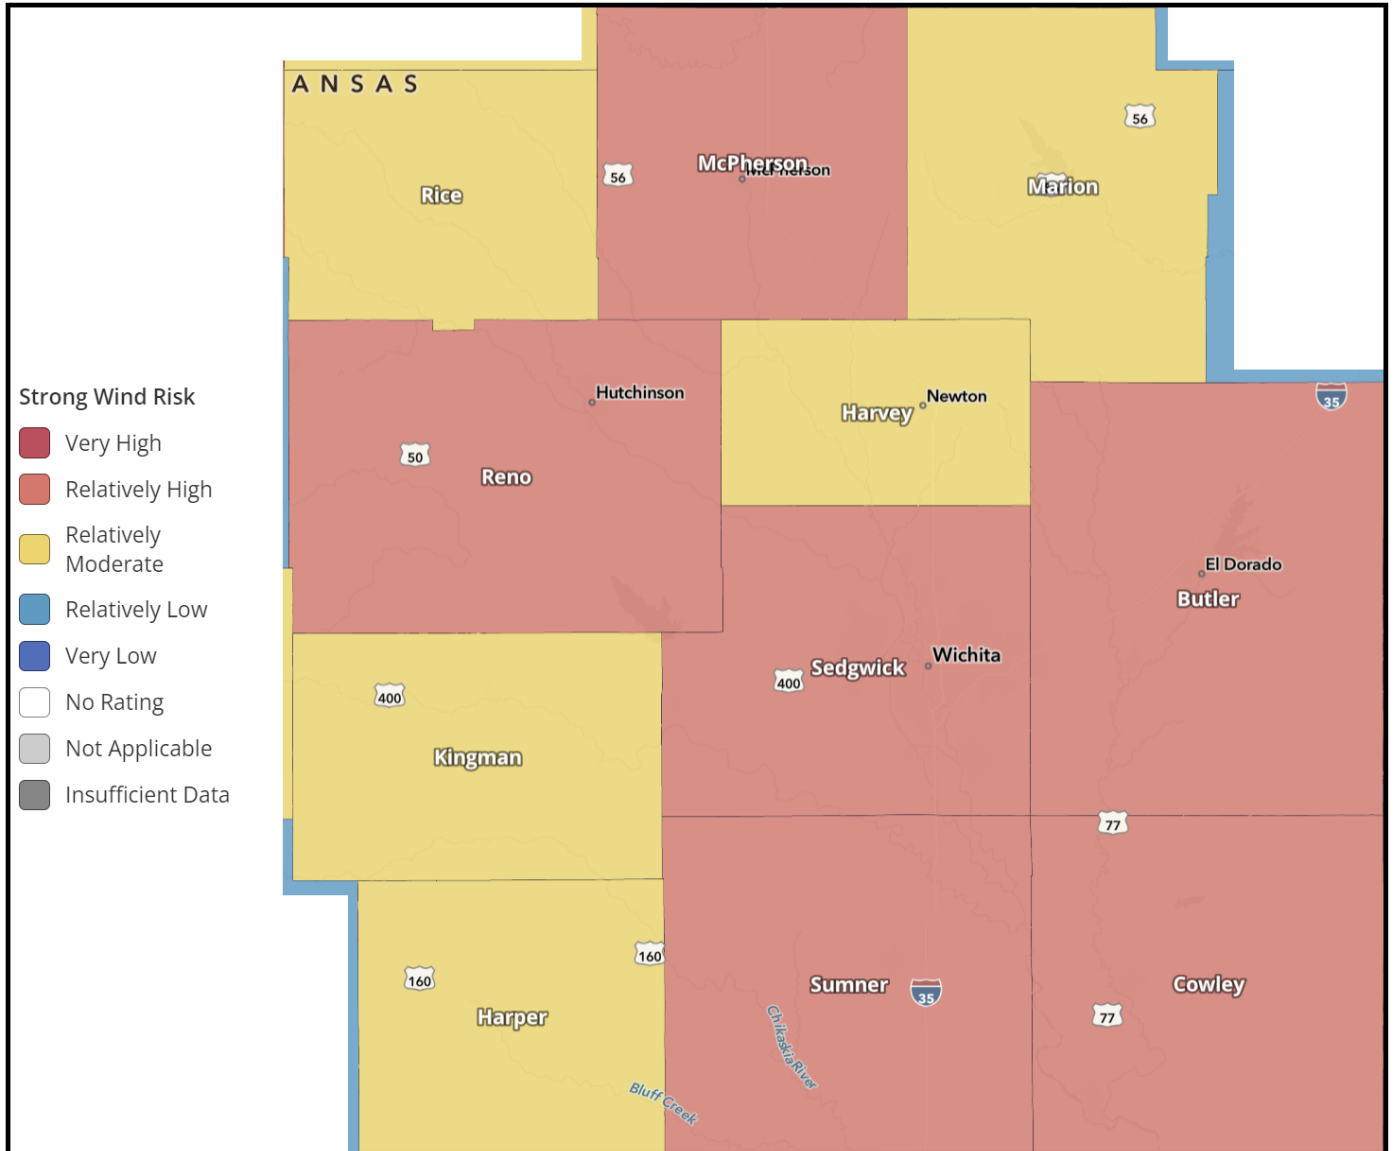 ANSAS
56
McPherson
McPherson
56
Rice
Marion
Strong Wind Risk
Very High
Relatively High
Relatively
Moderate
Relatively Low
Very Low
No Rating
Not Applicable
Insufficient Data
Hutchinson
Newton
35
Harvey
50
Reno
El Dorado
Butler
Wichita
Sedgwick
400
400
Kingman
77
160
160
Sumner
35
Cowley
77
Harper
Chikaskia River
Bluff Creek